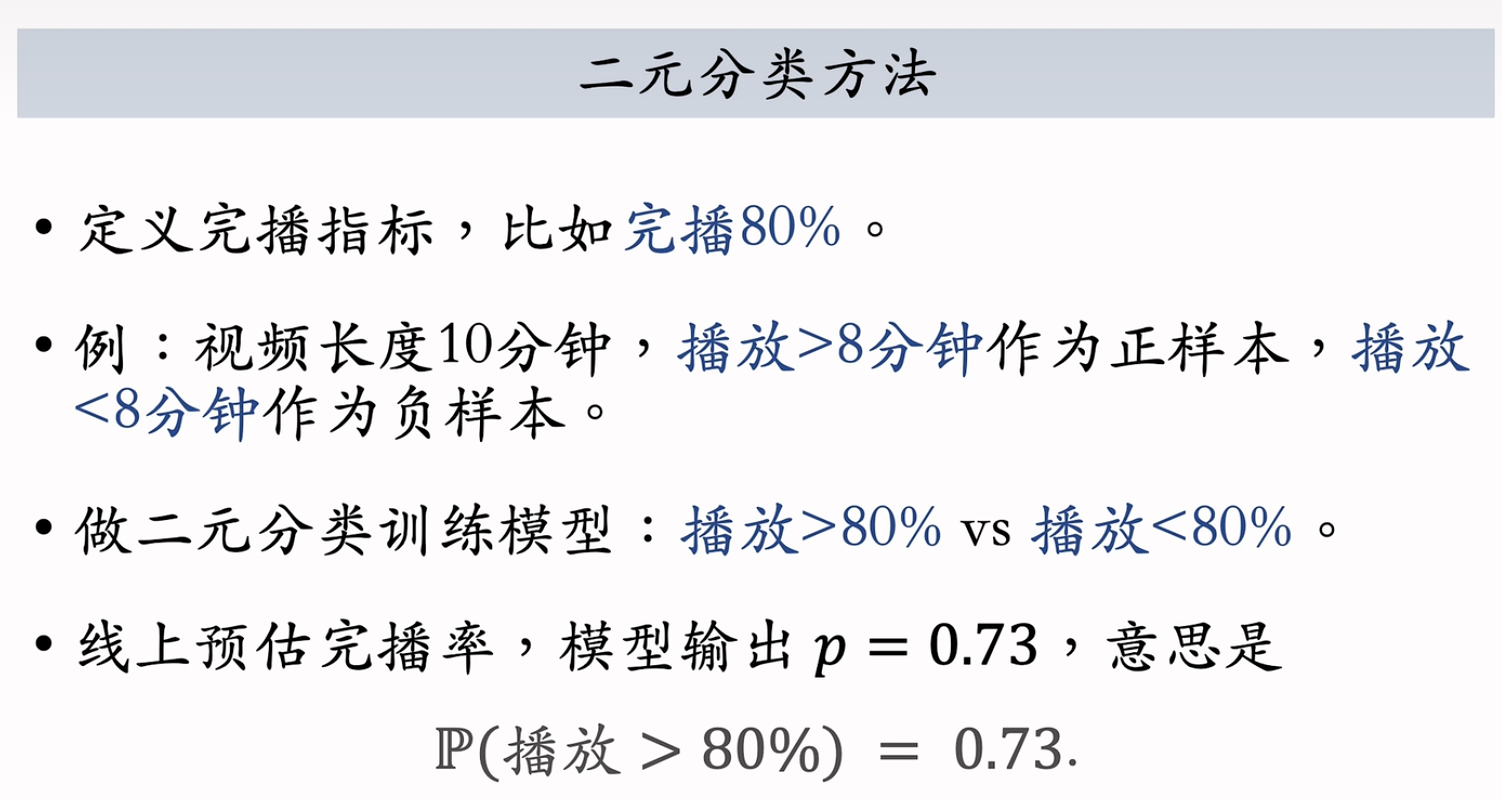 二元分类方法
• 定义完播指标，比如完播80%。
• 例：视频长度10分钟，播放>8分钟作为正样本，播放
<8分钟作为负样本。
• 做二元分类训练模型：播放>80% vs 播放<80%。
• 线上预估完播率，模型输出 p = 0.73，意思是
ℙ(播放 > 80%) = 0.73.